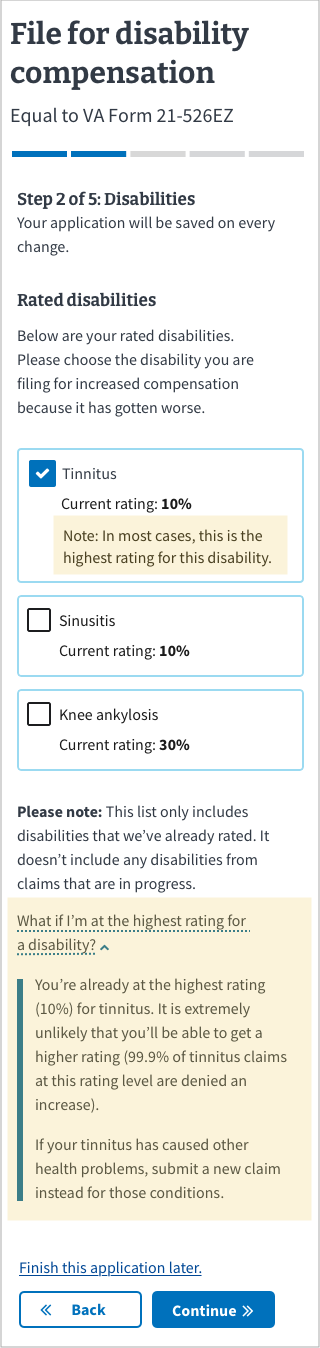 File for disability
compensation
Equal to VA Form 21-526EZ
Step 2 of 5: Disabilities
Your application will be saved on every
change.
Rated disabilities
Below are your rated disabilities.
Please choose the disability you are
filing for increased compensation
because it has gotten worse.
Tinnitus
Current rating: 10%
Note: In most cases, this is the
highest rating for this disability.
Sinusitis
Current rating: 10%
Knee ankylosis
Current rating: 30%
Please note: This list only includes
disabilities that we’ve already rated. It
doesn’t include any disabilities from
claims that are in progress.
What if I’m at the highest rating for
a disability?
You’re already at the highest rating
(10%) for tinnitus. It is extremely
unlikely that you’ll be able to get a
higher rating (99.9% of tinnitus claims
at this rating level are denied an
increase).
If your tinnitus has caused other
health problems, submit a new claim
instead for those conditions.
Finish this application later.
Back
Continue